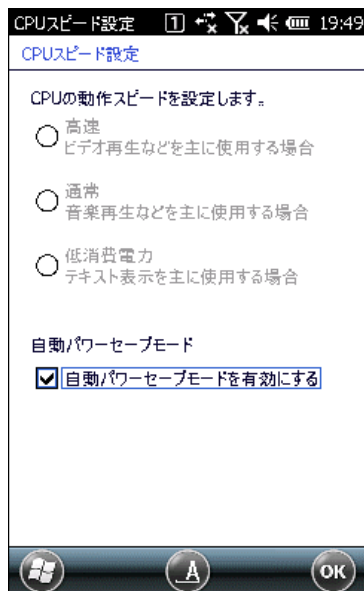 CPUスピード設定 1 19:49
CPUスピード設定
CPUの動作スピードを設定します。
高速
ビデオ再生などを主に使用する場合
通常
音楽再生などを主に使用する場合
低消費電力
テキスト表示を主に使用する場合
自動パワーセーブモード
自動パワーセーブモードを有効にする
A OK